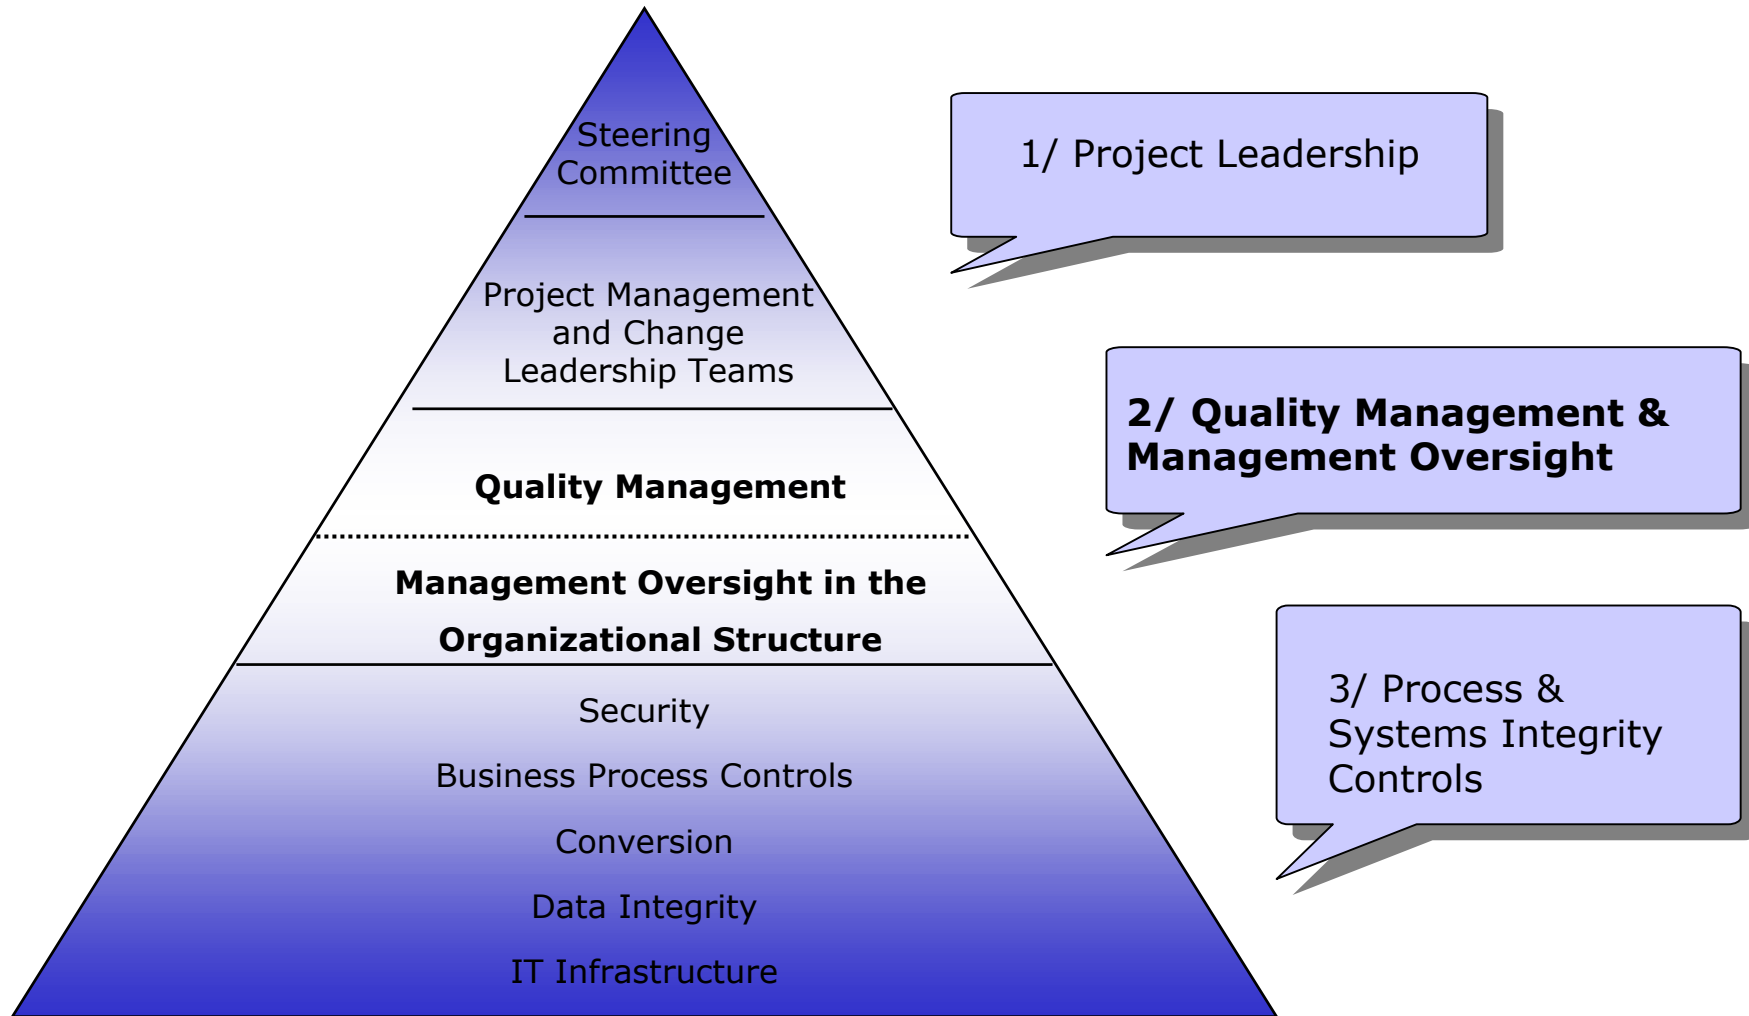 Steering
Committee
1/ Project Leadership
Project Management
and Change
Leadership Teams
2/ Quality Management &
Management Oversight
Quality Management
Management Oversight in the
Organizational Structure
3/ Process &
Systems Integrity
Controls
Security
Business Process Controls
Conversion
Data Integrity
IT Infrastructure